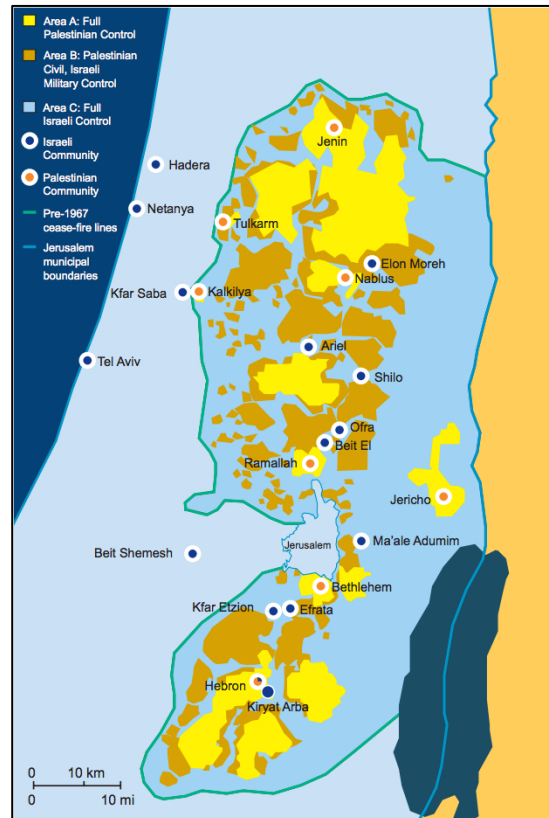 Area A: Full
Palestinian Control
Area B: Palestinian
Civil, Israeli
Military Control
Area C: Full
Israeli Control
Israeli
Community
Palestinian
Community
Pre-1967
cease-fire lines
Jerusalem
municipal
boundaries
Jenin
Hadera
Netanya
Tulkarm
Elon Moreh
Nablus
Kfar Saba
Kalkilya
Ariel
Tel Aviv
Shilo
Ofra
Beit El
Ramallah
Jericho
Jerusalem
Ma'ale Adumim
Beit Shemesh
Bethlehem
Kfar Etzion
Efrata
Hebron
Kiryat Arba
0 10 km
0 10 mi